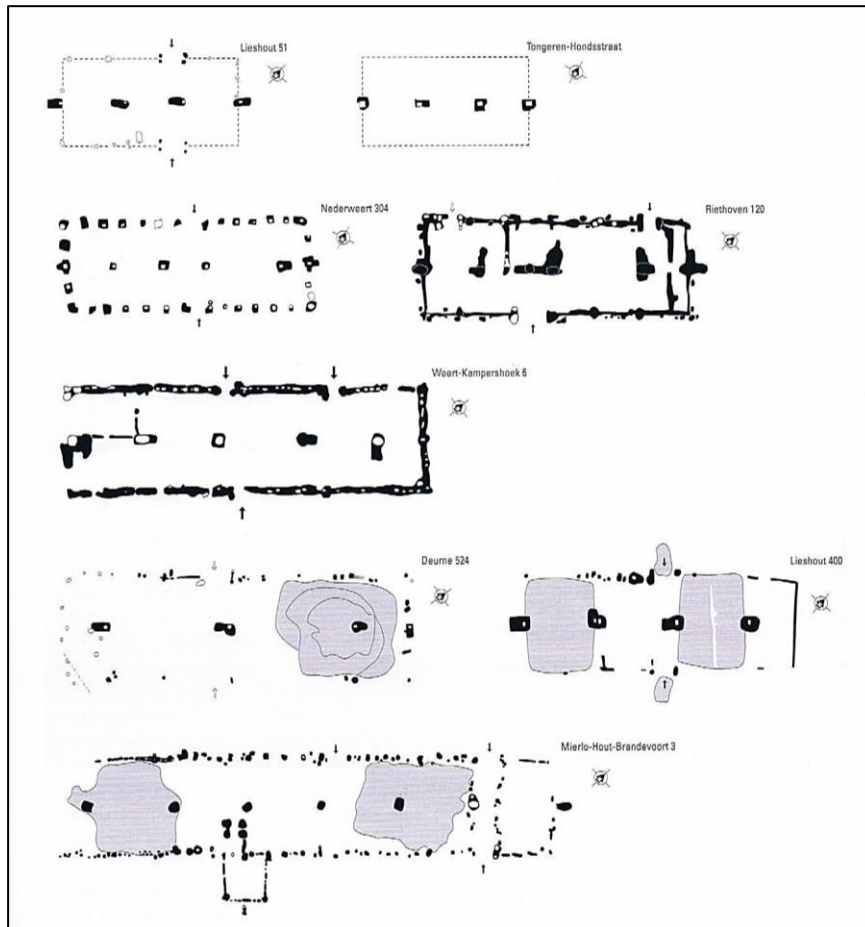 Lieshout 51
Tongeren-Hondsstraat
Nederweert 304
Riethoven 120
Weert-Kampershoek 6
Deurne 524
Lieshout 400
Mierlo-Hout-Brandevoort 3